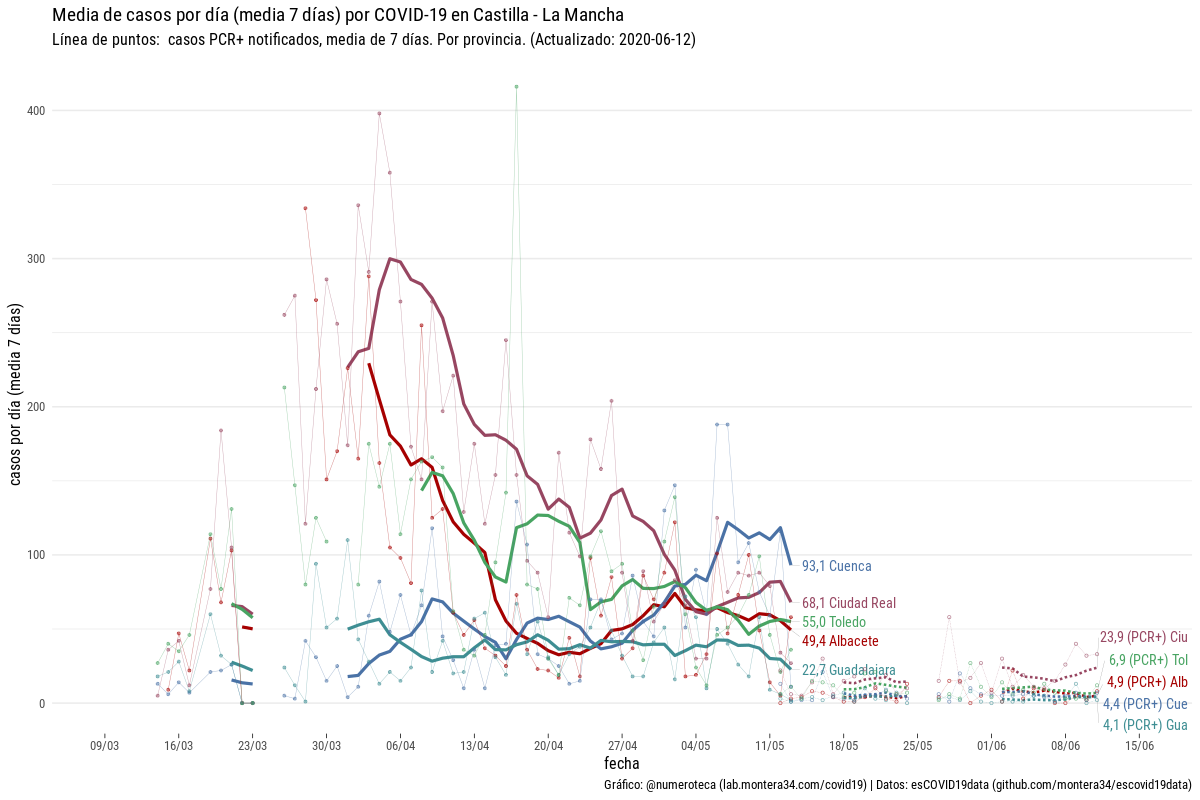 Media de casos por día (media 7 días) por COVID-19 en Castilla - La Mancha
Línea de puntos:  casos PCR+ notificados, media de 7 días. Por provincia. (Actualizado: 2020-06-12)
casos por día (media 7 días)
400
300
200
100
0
93,1 Cuenca
68,1 Ciudad Real
55,0 Toledo
49,4 Albacete
22,7 Guadalajara
23,9 (PCR+) Ciu
6,9 (PCR+) Tol
4,9 (PCR+) Alb
4,4 (PCR+) Cue
4,1 (PCR+) Gua
09/03 16/03 23/03 30/03 06/04 13/04 20/04 27/04 04/05 11/05 18/05 25/05 01/06 08/06 15/06
fecha
Gráfico: @numeroteca (lab.montera34.com/covid19) | Datos: esCOVID19data (github.com/montera34/escovid19data)